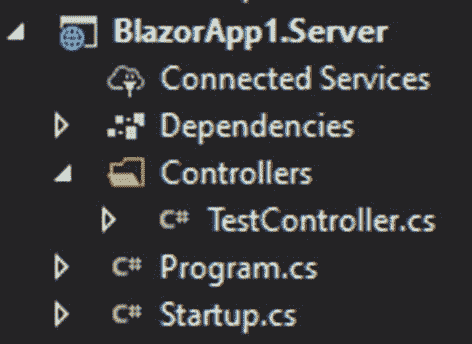 BlazorApp1.Server
Connected Services
Dependencies
Controllers
C# TestController.cs
C# Program.cs
C# Startup.cs